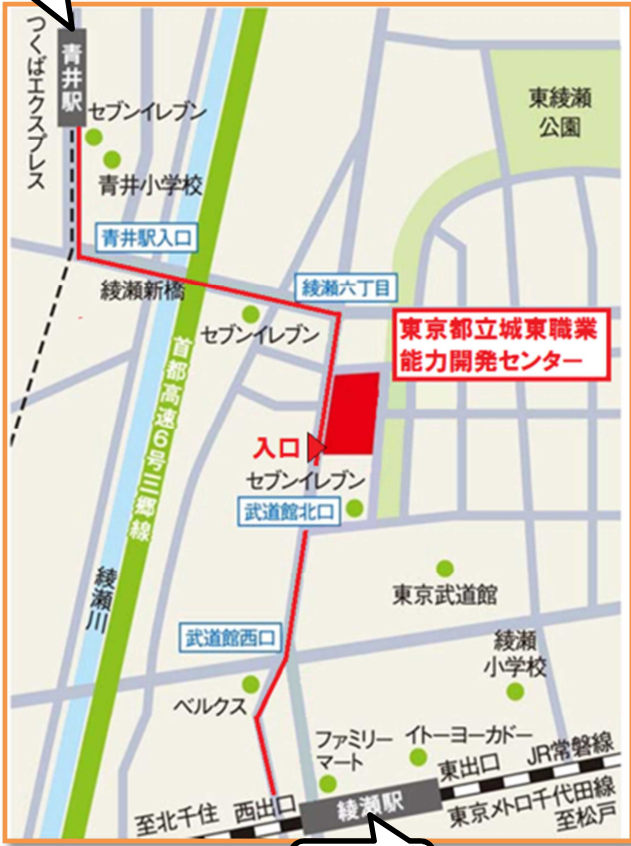 つくばエクスプレス
青井駅
セブンイレブン
青井小学校
東綾瀬
公園
青井駅入口
綾瀬新橋
綾瀬六丁目
セブンイレブン
東京都立城東職業
能力開発センター
首都高速6号三郷線
入口
セブンイレブン
武道館北口
綾瀬川
東京武道館
武道館西口
綾瀬
小学校
ベルクス
ファミリー
マート
イトーヨーカドー
東出口
JR常磐線
至北千住
西出口
綾瀬駅
東京メトロ千代田線
至松戸